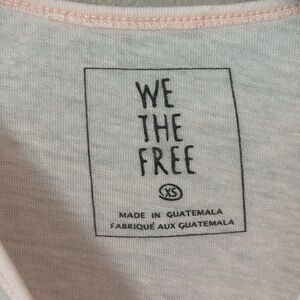 WE
THE
FREE
XS
MADE IN GUATEMALA
FABRIQUÉ AUX GUATEMALA